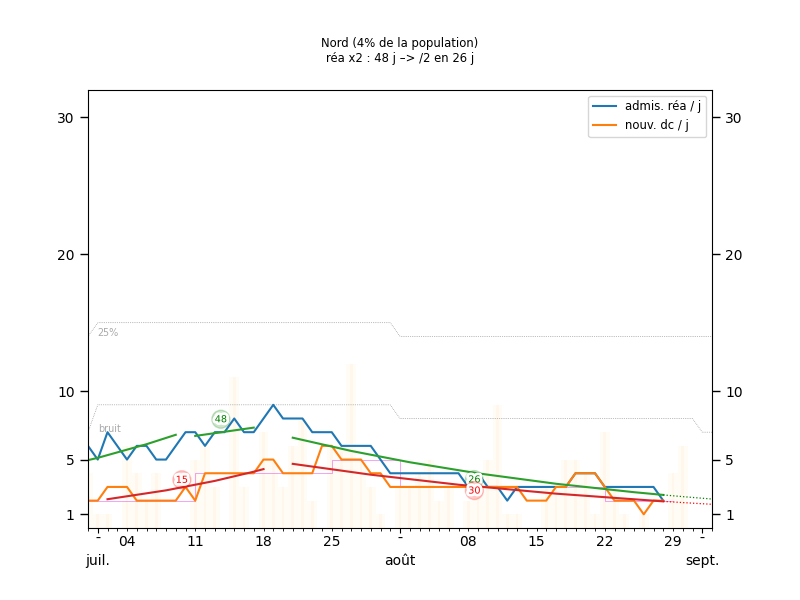 Nord (4% de la population)
réa x2 : 48 j –> /2 en 26 j
admis. réa / j
nouv. dc / j
30
30
20
20
25%
10
10
48
bruit
5
5
15
26
30
1
1
- 04 11 18 25 - 08 15 22 29 -
juil. août sept.